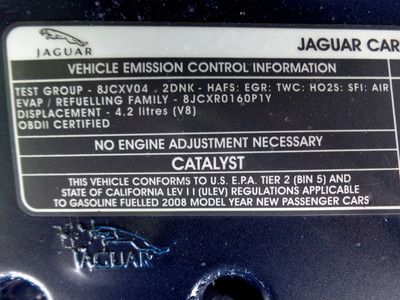 JAGUAR
JAGUAR CAR
VEHICLE EMISSION CONTROL INFORMATION
TEST GROUP - 8JCXV04 . 2DNK - HAFS: EGR: TWC: HO2S: SFI: AIR
EVAP / REFUELLING FAMILY - 8JCXR0160P1Y
DISPLACEMENT - 4.2 litres (V8)
OBDII CERTIFIED
NO ENGINE ADJUSTMENT NECESSARY
CATALYST
THIS VEHICLE CONFORMS TO U.S. E.P.A. TIER 2 (BIN 5) AND
STATE OF CALIFORNIA LEV I I (ULEV) REGULATIONS APPLICABLE
TO GASOLINE FUELLED 2008 MODEL YEAR NEW PASSENGER CARS
JAGUAR